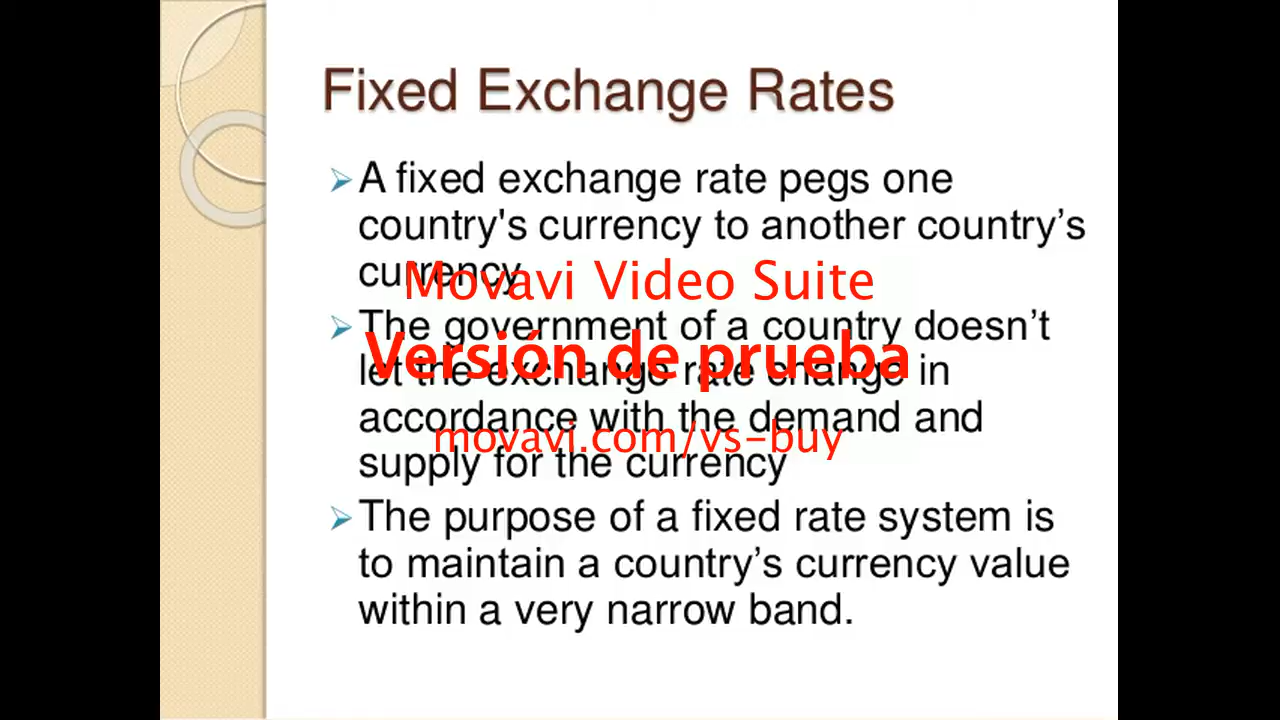 Fixed Exchange Rates
A fixed exchange rate pegs one
country's currency to another country’s
currency
Movavi Video Suite
The government of a country doesn’t
Versión de prueba
let the exchange rate change in
accordance with the demand and
movavi.com/vs-buy
supply for the currency
The purpose of a fixed rate system is
to maintain a country’s currency value
within a very narrow band.